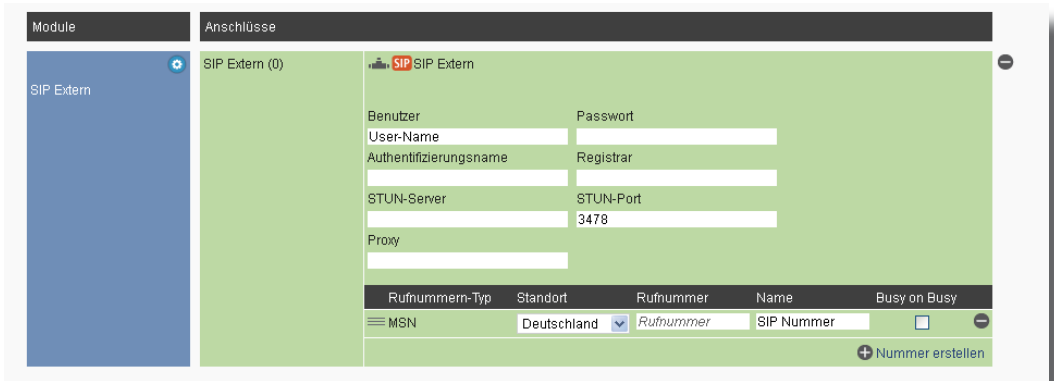 Module Anschlüsse
SIP Extern (0) SIP SIP Extern
SIP Extern
Benutzer Passwort
User-Name
Authentifizierungsname Registrar
STUN-Server STUN-Port
3478
Proxy
Rufnummern-Typ Standort Rufnummer Name Busy on Busy
MSN Deutschland Rufnummer SIP Nummer
Nummer erstellen